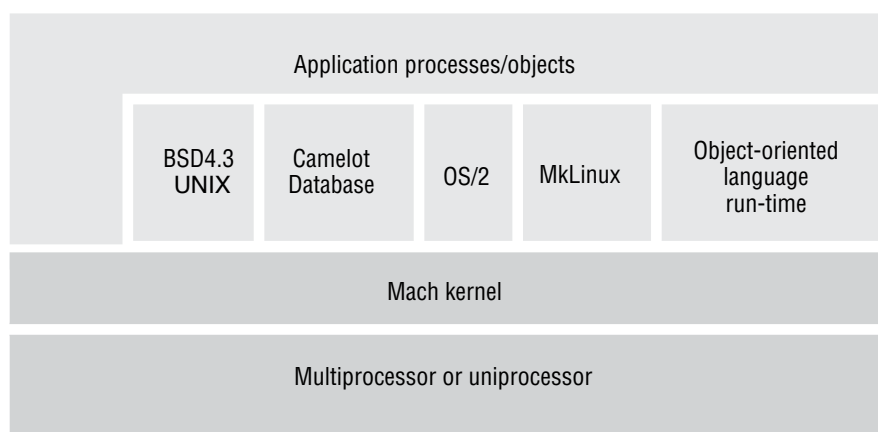 Application processes/objects
BSD4.3
UNIX
Camelot
Database
OS/2
MkLinux
Object-oriented
language
run-time
Mach kernel
Multiprocessor or uniprocessor